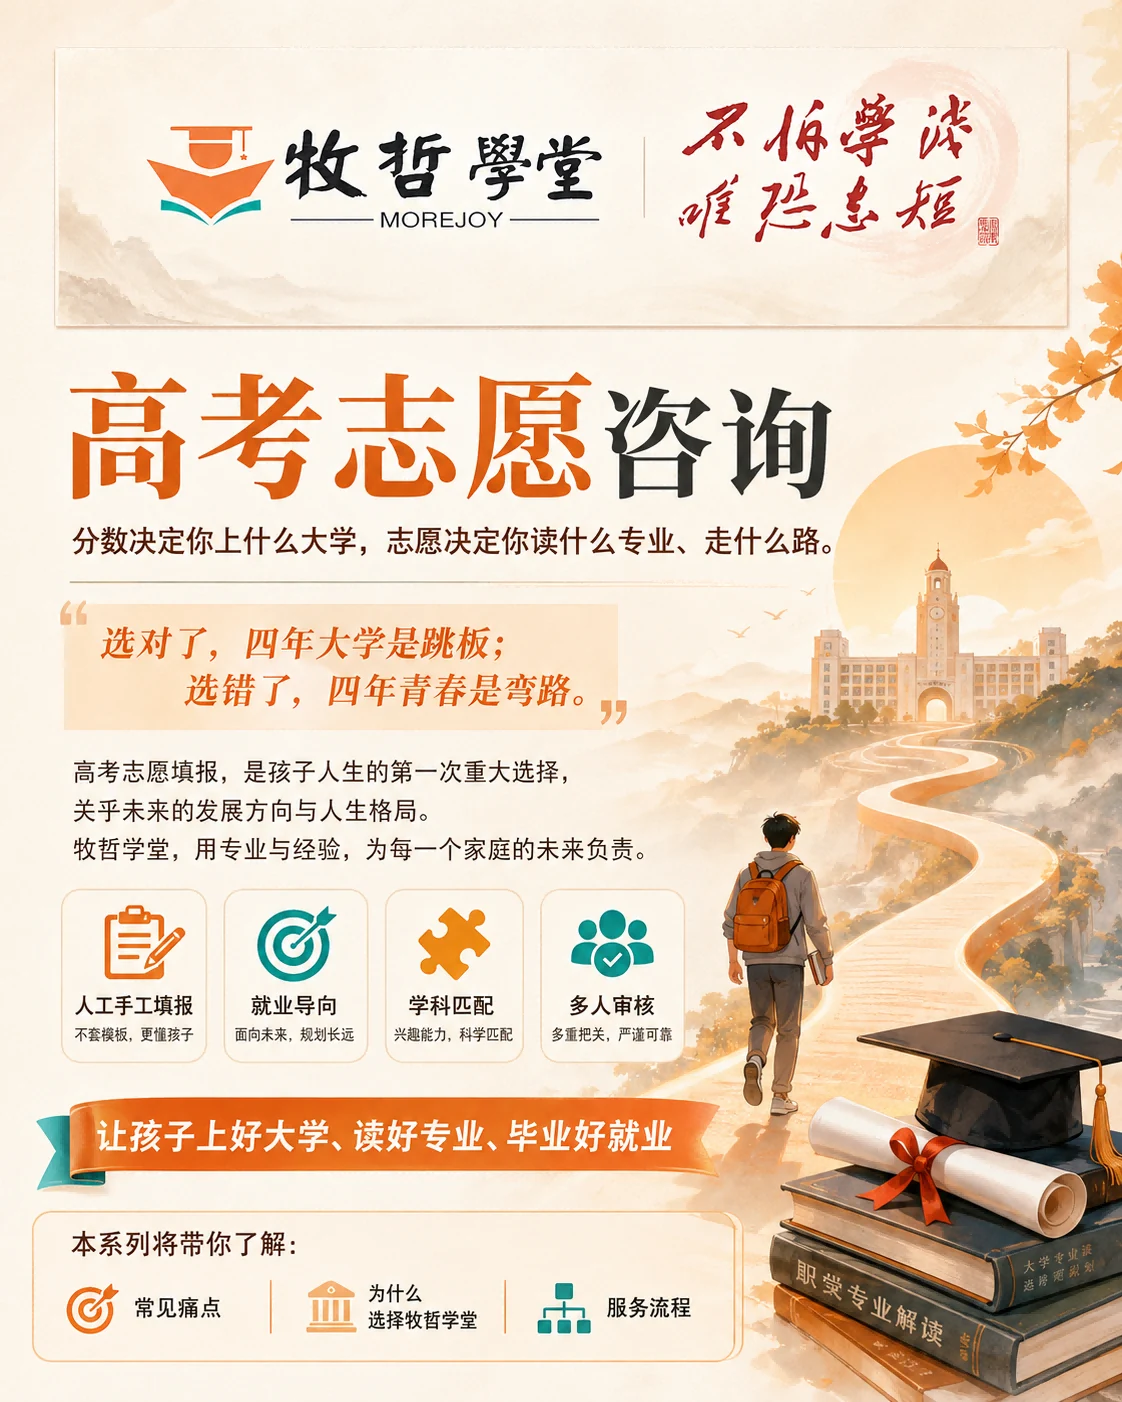 牧哲學堂
MOREJOY
不怕學淺
唯恐志短
高考志愿咨询
分数决定你上什么大学，志愿决定你读什么专业、走什么路。
“选对了，四年大学是跳板；
选错了，四年青春是弯路。”
高考志愿填报，是孩子人生的第一次重大选择，
关乎未来的发展方向与人生格局。
牧哲学堂，用专业与经验，为每一个家庭的未来负责。
人工手工填报
不套模板，更懂孩子
就业导向
面向未来，规划长远
学科匹配
兴趣能力，科学匹配
多人审核
多重把关，严谨可靠
让孩子上好大学、读好专业、毕业好就业
大学专业
专业解读
本系列将带你了解：
常见痛点
为什么
选择牧哲学堂
服务流程